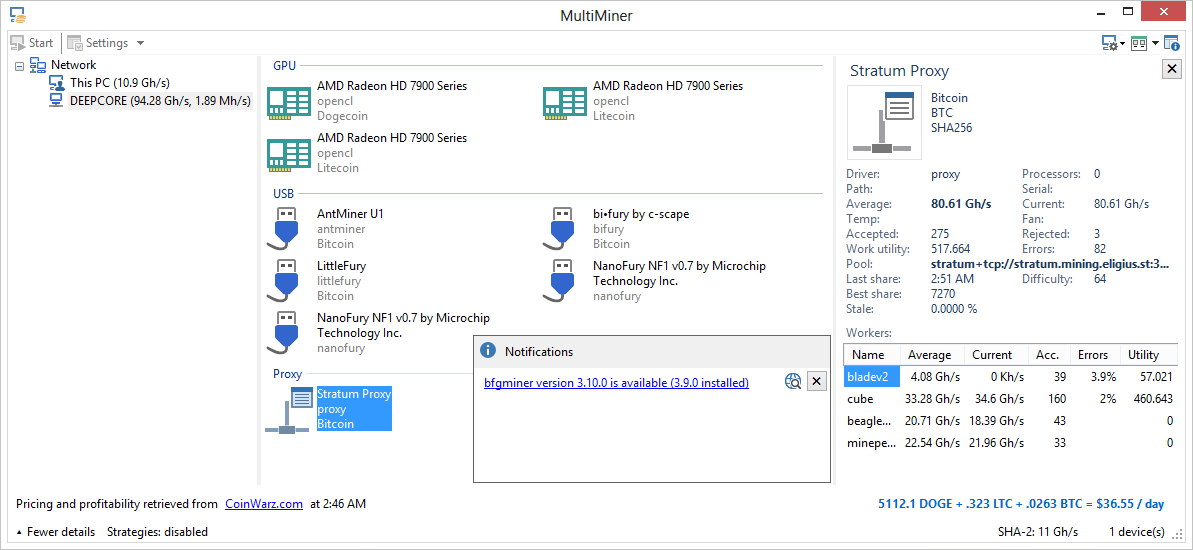 MultiMiner
Start
Settings
Network
This PC (10.9 Gh/s)
DEEPCORE (94.28 Gh/s, 1.89 Mh/s)
GPU
AMD Radeon HD 7900 Series
opencl
Dogecoin
AMD Radeon HD 7900 Series
opencl
Litecoin
AMD Radeon HD 7900 Series
opencl
Litecoin
USB
AntMiner U1
antminer
Bitcoin
bi•fury by c-scape
bifury
Bitcoin
LittleFury
littlefury
Bitcoin
NanoFury NF1 v0.7 by Microchip
Technology Inc.
nanofury
NanoFury NF1 v0.7 by Microchip
Technology Inc.
nanofury
Proxy
Stratum Proxy
proxy
Bitcoin
Notifications
bfgminer version 3.10.0 is available (3.9.0 installed)
Stratum Proxy
Bitcoin
BTC
SHA256
Driver: proxy Processors: 0
Path: Serial:
Average: 80.61 Gh/s Current: 80.61 Gh/s
Temp: Fan:
Accepted: 275 Rejected: 3
Work utility: 517.664 Errors: 82
Pool: stratum+tcp://stratum.mining.eligius.st:3...
Last share: 2:51 AM Difficulty: 64
Best share: 7270
Stale: 0.0000 %
Workers:
Name Average Current Acc. Errors Utility
bladev2 4.08 Gh/s 0 Kh/s 39 3.9% 57.021
cube 33.28 Gh/s 34.6 Gh/s 160 2% 460.643
beagle... 20.71 Gh/s 18.39 Gh/s 43 0
minepe... 22.54 Gh/s 21.96 Gh/s 33 0
Pricing and profitability retrieved from CoinWarz.com at 2:46 AM
5112.1 DOGE + .323 LTC + .0263 BTC = $36.55 / day
Fewer details Strategies: disabled
SHA-2: 11 Gh/s 1 device(s)